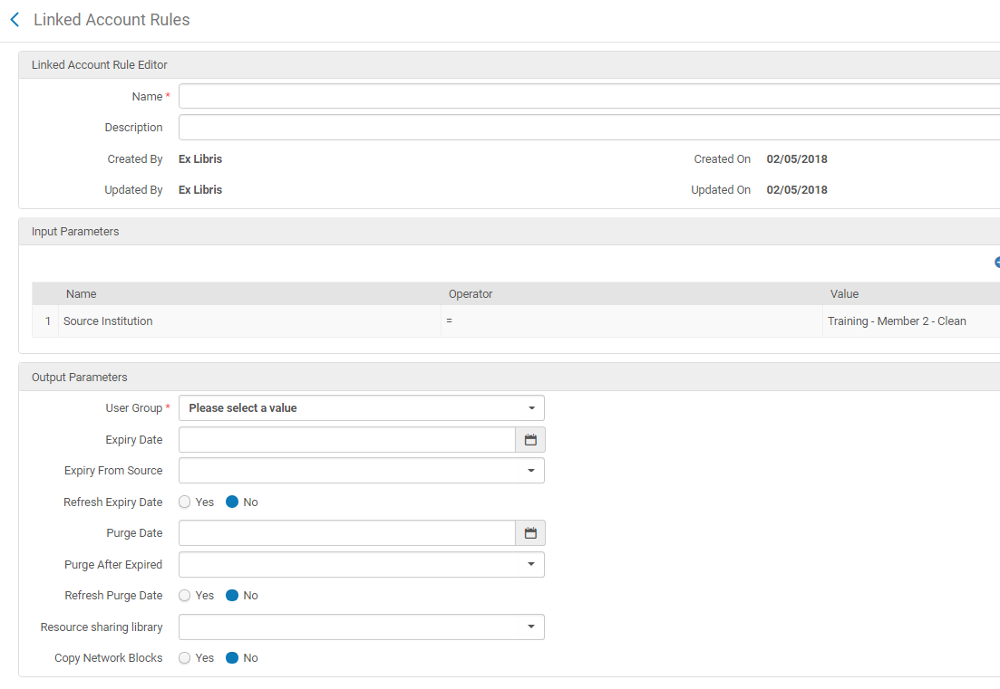 Linked Account Rules
Linked Account Rule Editor
Name *
Description
Created By Ex Libris Created On 02/05/2018
Updated By Ex Libris Updated On 02/05/2018
Input Parameters
Name Operator Value
1 Source Institution = Training - Member 2 - Clean
Output Parameters
User Group * Please select a value
Expiry Date
Expiry From Source
Refresh Expiry Date Yes No
Purge Date
Purge After Expired
Refresh Purge Date Yes No
Resource sharing library
Copy Network Blocks Yes No